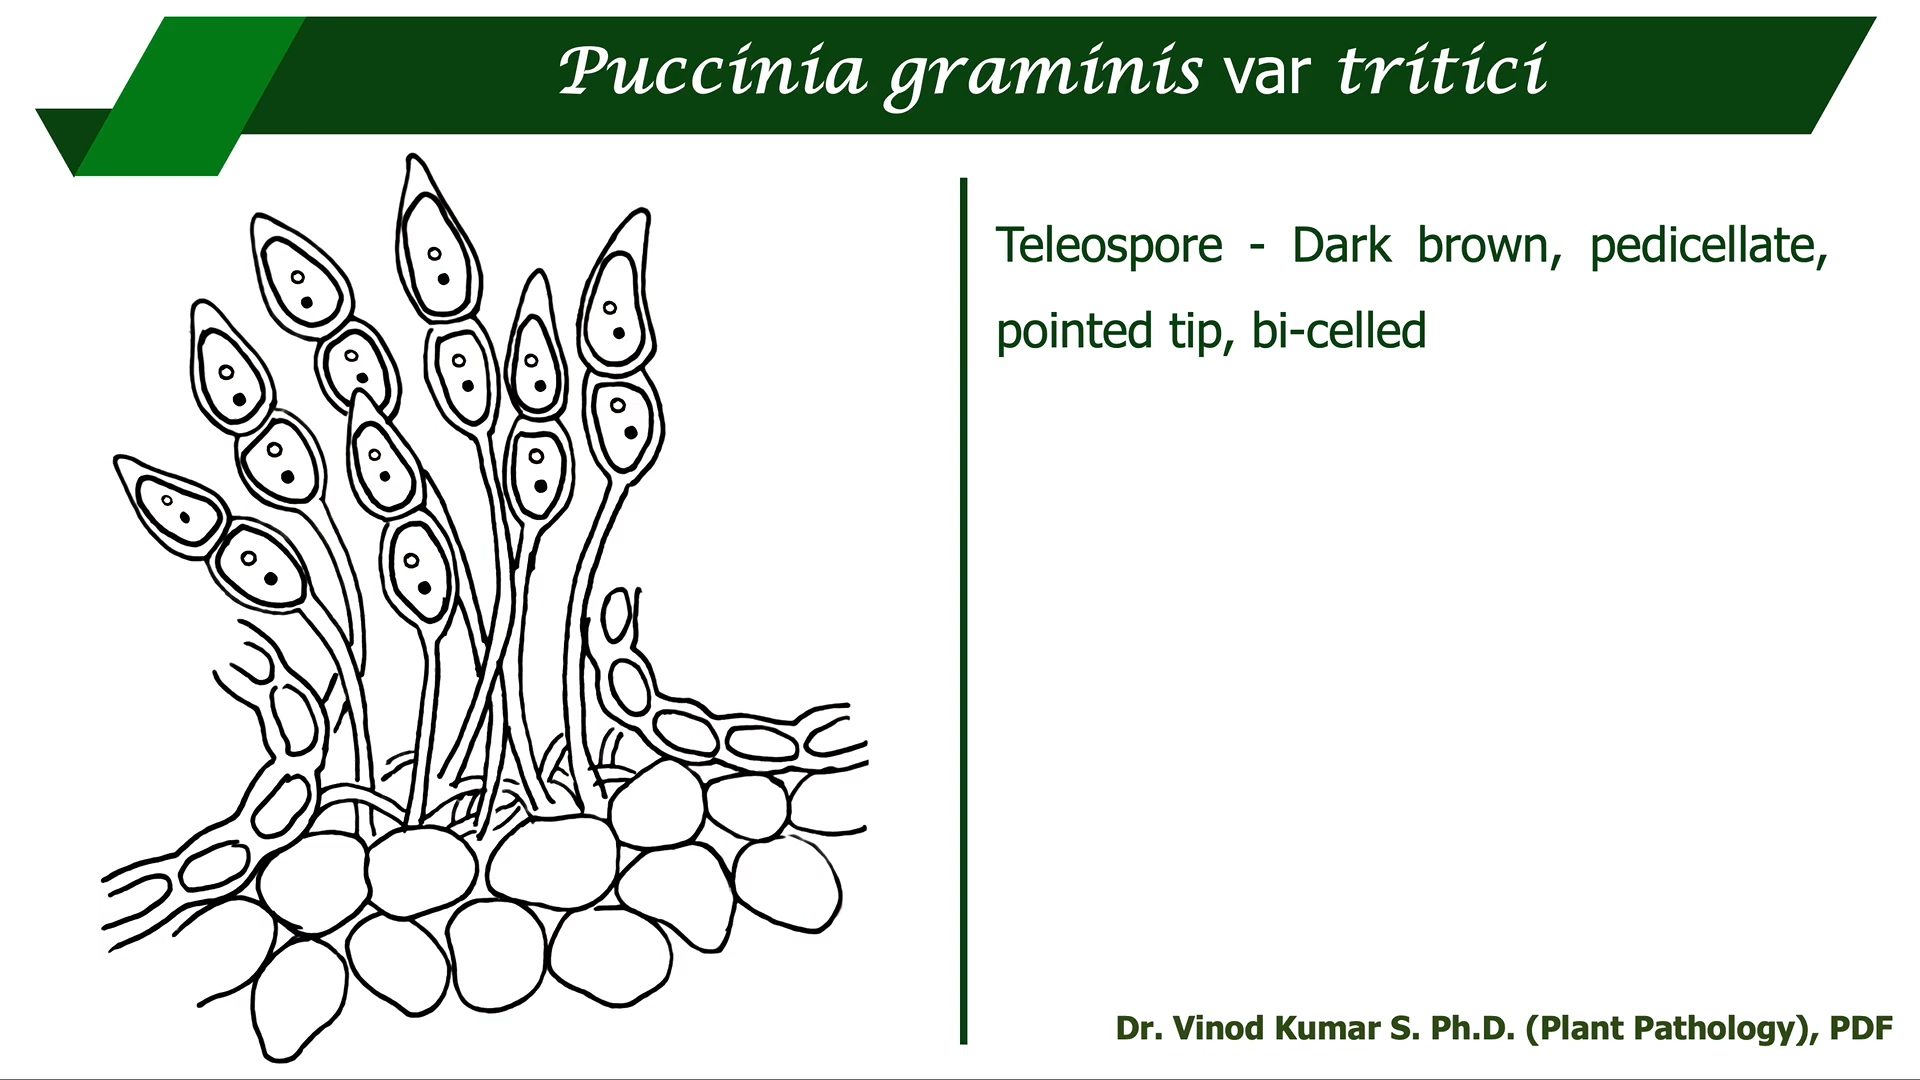 Puccinia graminis var tritici
Teleospore - Dark brown, pedicellate,
pointed tip, bi-celled
Dr. Vinod Kumar S. Ph.D. (Plant Pathology), PDF